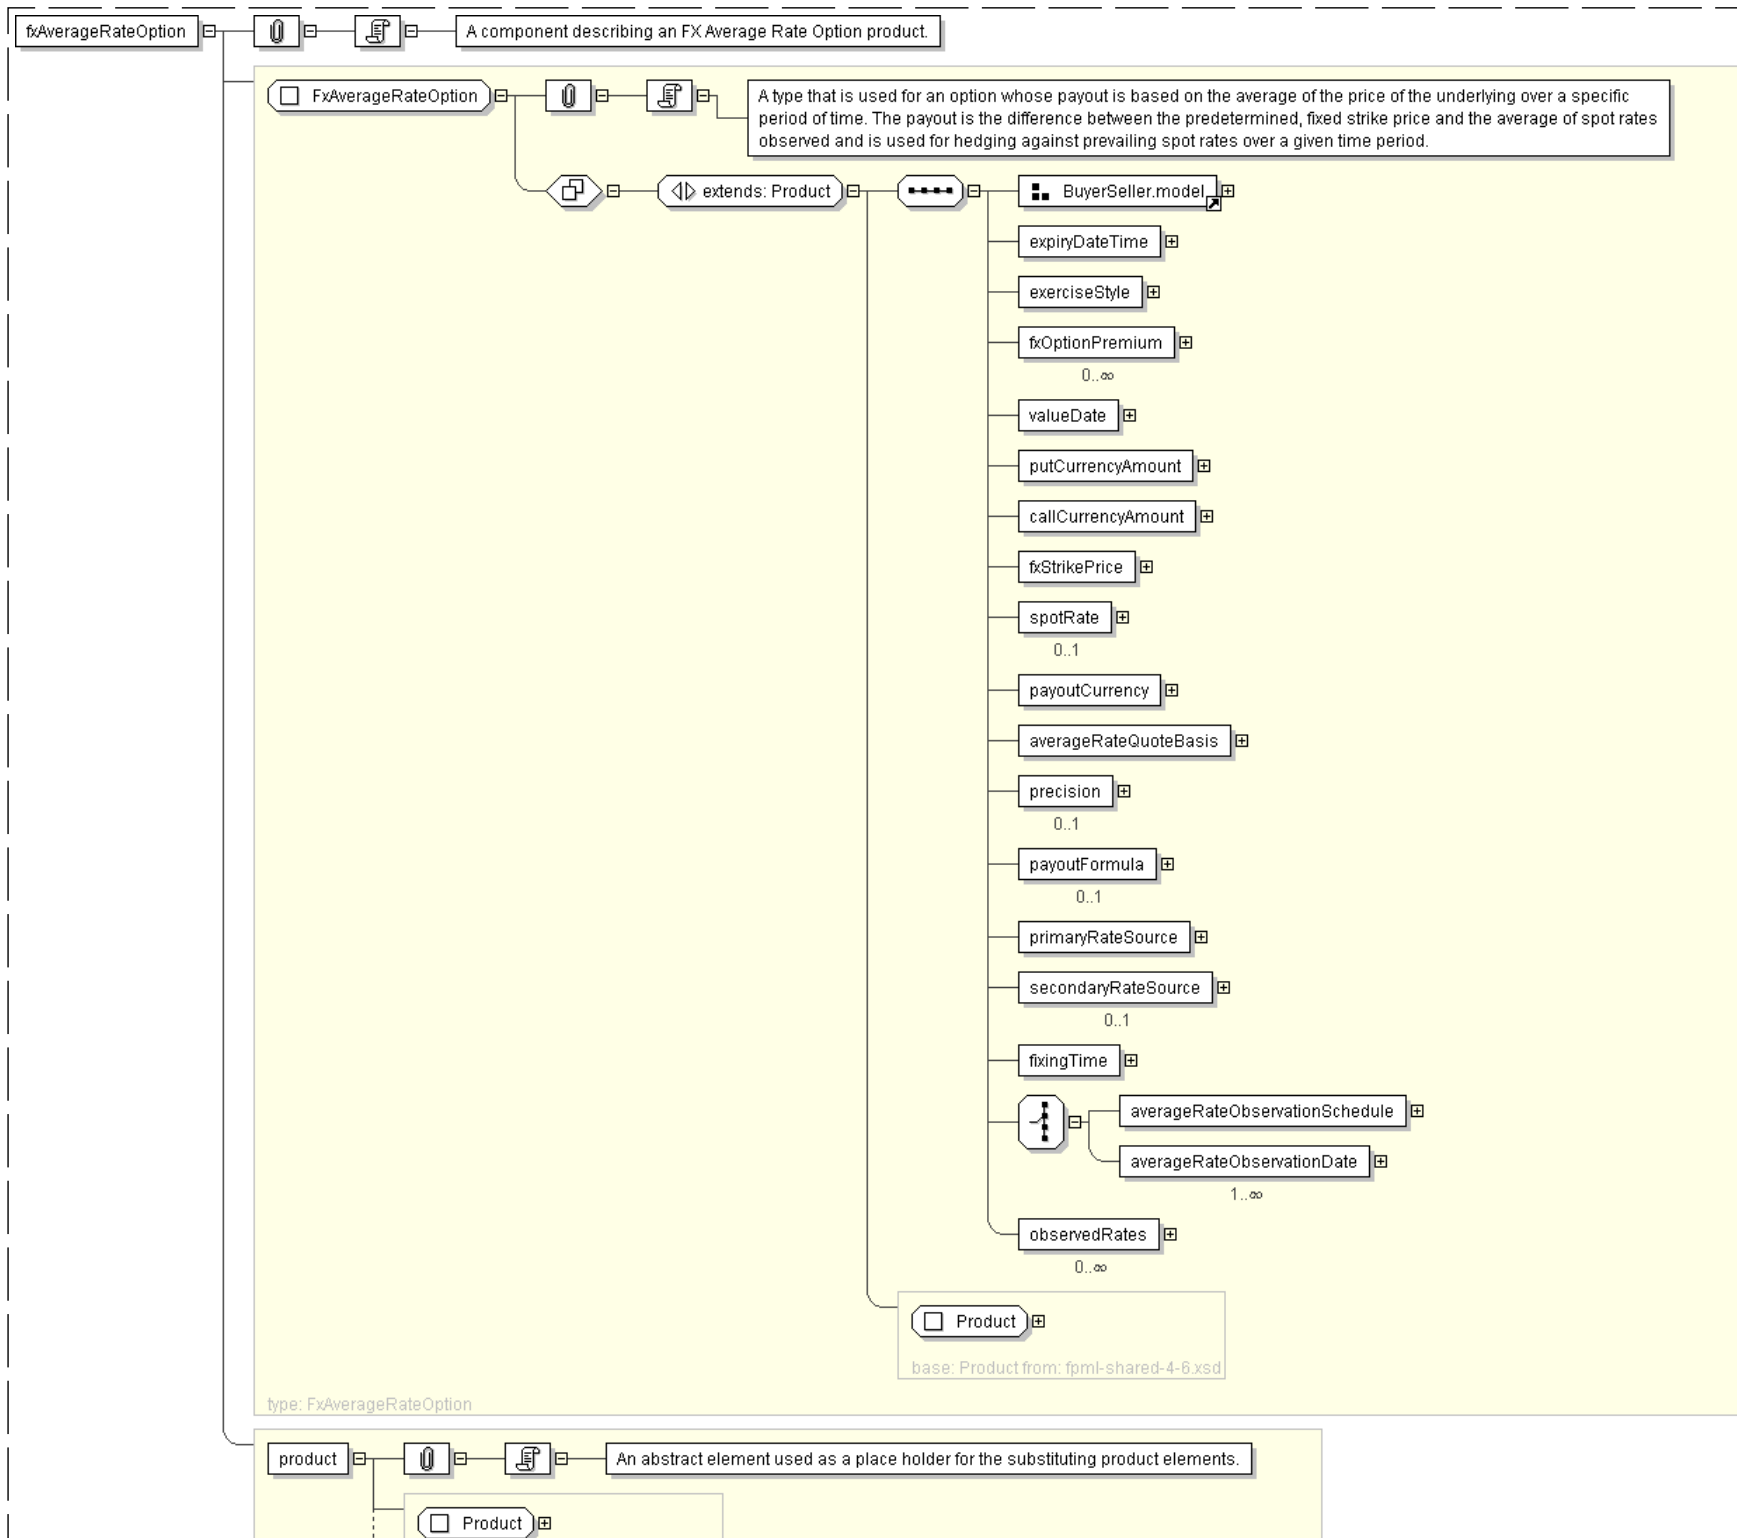 fxAverageRateOption
A component describing an FX Average Rate Option product.
FxAverageRateOption
A type that is used for an option whose payout is based on the average of the price of the underlying over a specific
period of time. The payout is the difference between the predetermined, fixed strike price and the average of spot rates
observed and is used for hedging against prevailing spot rates over a given time period.
extends: Product
BuyerSeller.model
expiryDateTime
exerciseStyle
fxOptionPremium
0..∞
valueDate
putCurrencyAmount
callCurrencyAmount
fxStrikePrice
spotRate
0..1
payoutCurrency
averageRateQuoteBasis
precision
0..1
payoutFormula
0..1
primaryRateSource
secondaryRateSource
0..1
fixingTime
averageRateObservationSchedule
averageRateObservationDate
1..∞
observedRates
0..∞
Product
base: Product from: fpml-shared-4-6.xsd
type: FxAverageRateOption
product
An abstract element used as a place holder for the substituting product elements.
Product